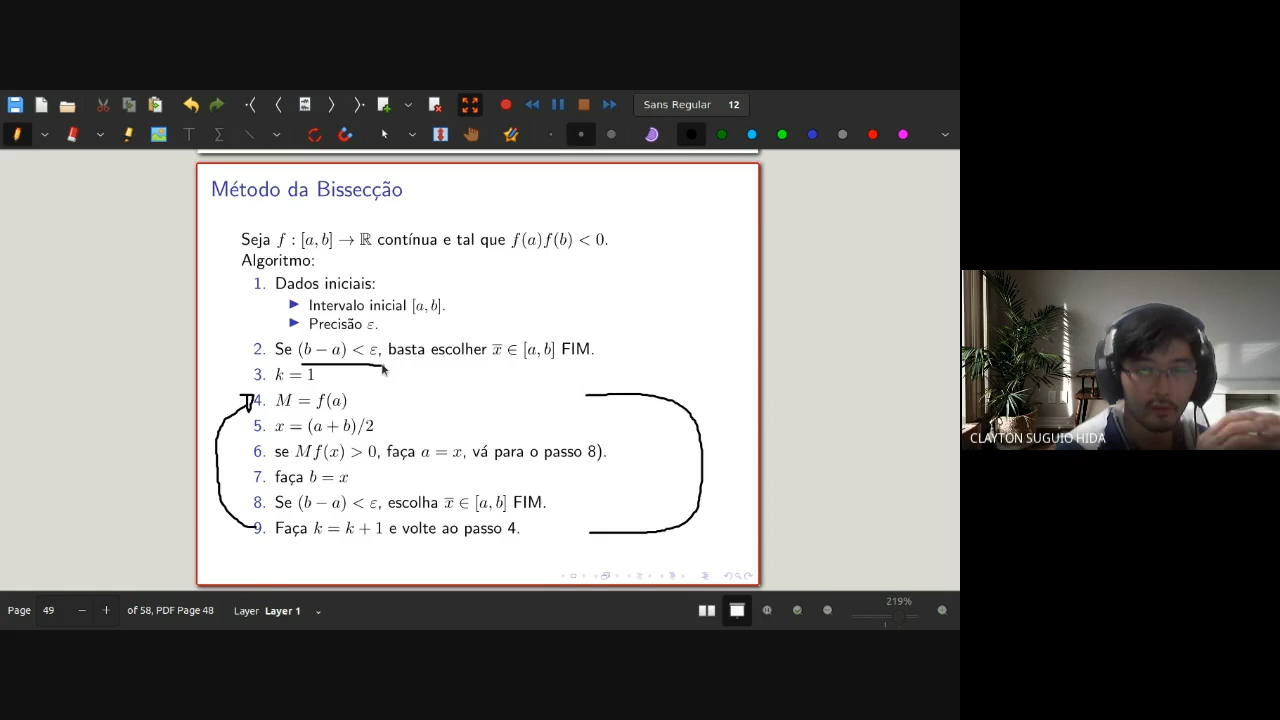 Sans Regular 12
Método da Bissecção
Seja f : [a, b] → ℝ contínua e tal que f(a)f(b) < 0.
Algoritmo:
1. Dados iniciais:
▶ Intervalo inicial [a, b].
▶ Precisão ε.
2. Se (b − a) < ε, basta escolher x̅ ∈ [a, b] FIM.
3. k = 1
4. M = f(a)
5. x = (a + b)/2
6. se Mf(x) > 0, faça a = x, vá para o passo 8).
7. faça b = x
8. Se (b − a) < ε, escolha x̅ ∈ [a, b] FIM.
9. Faça k = k + 1 e volte ao passo 4.
CLAYTON SUGUIO HIDA
Page 49 − + of 58, PDF Page 48 Layer Layer 1 219%